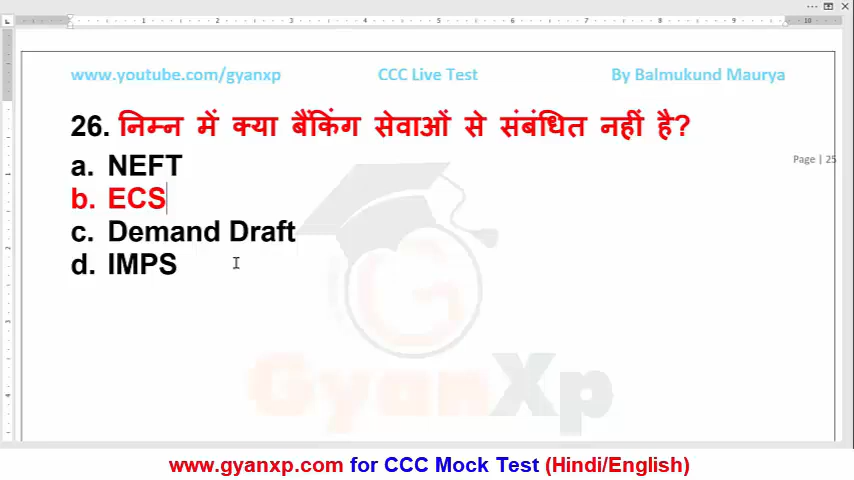 www.youtube.com/gyanxp CCC Live Test By Balmukund Maurya
26. निम्न में क्या बैंकिंग सेवाओं से संबंधित नहीं है?
Page | 25
a. NEFT
b. ECS
c. Demand Draft
d. IMPS
GyanXp
www.gyanxp.com for CCC Mock Test (Hindi/English)